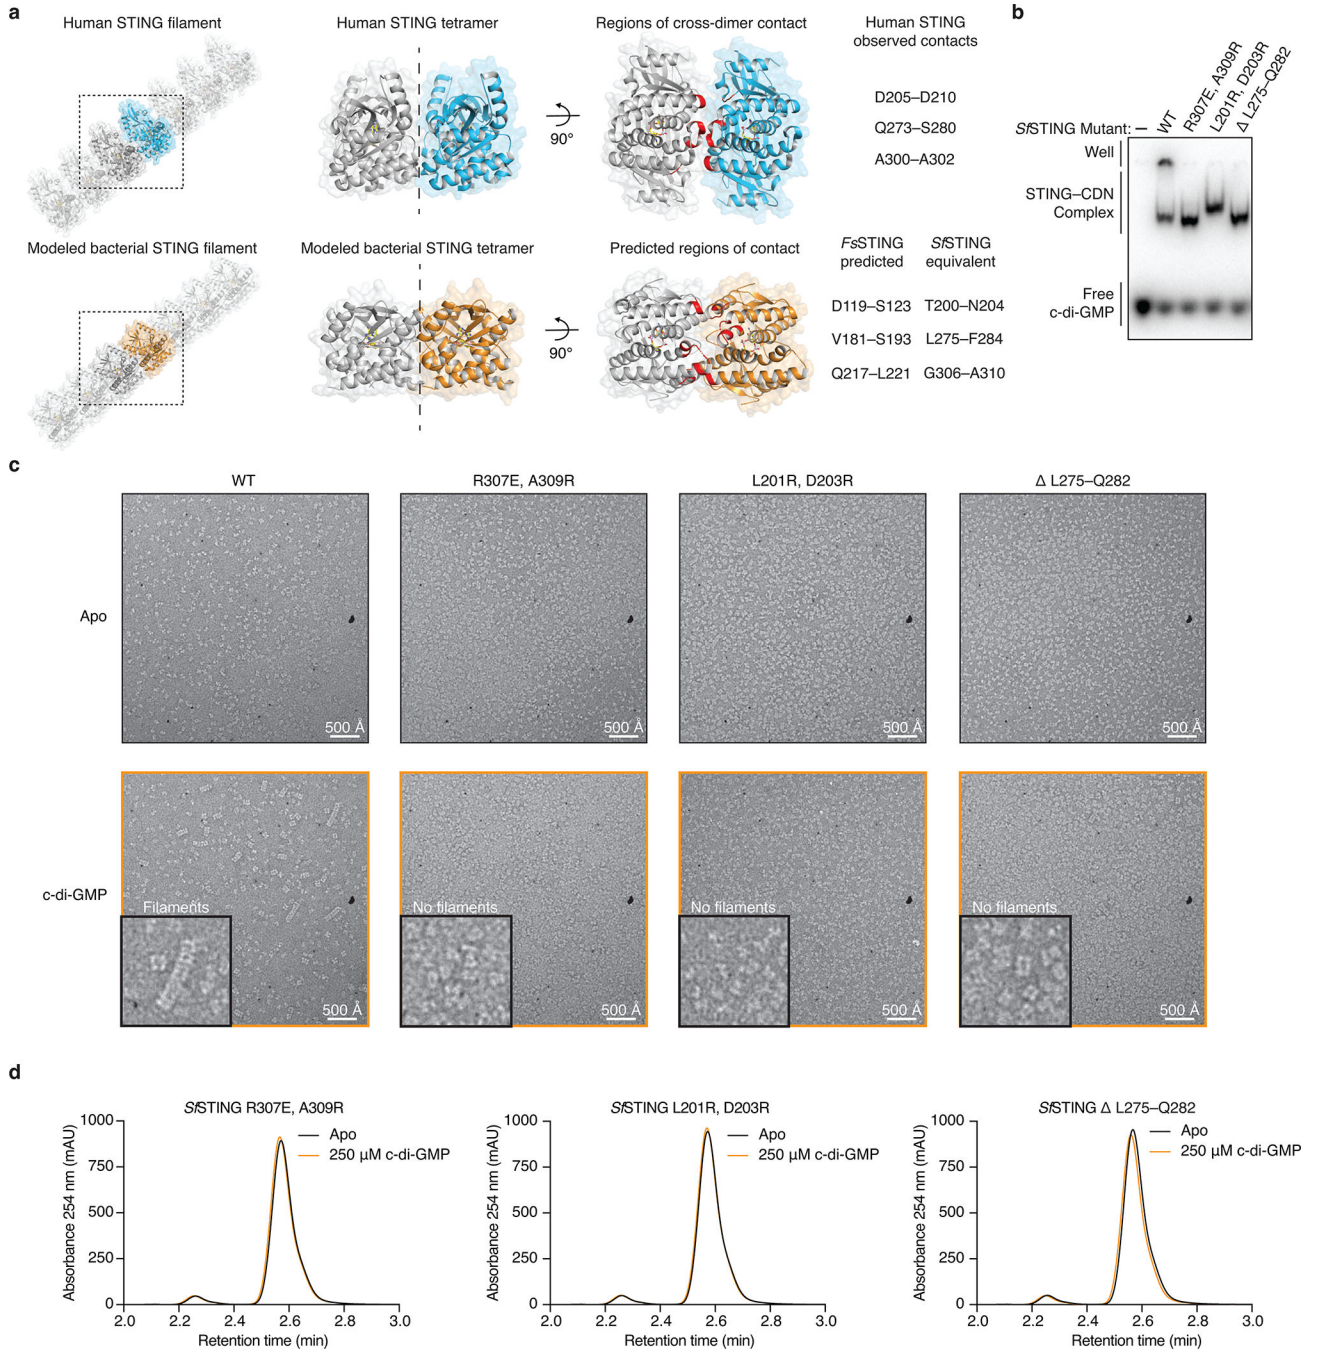 a
Human STING filament
Human STING tetramer
Regions of cross-dimer contact
Human STING
observed contacts
90°
D205–D210
Q273–S280
A300–A302
Modeled bacterial STING filament
Modeled bacterial STING tetramer
Predicted regions of contact
FsSTING
predicted
SfSTING
equivalent
90°
D119–S123 T200–N204
V181–S193 L275–F284
Q217–L221 G306–A310
b
SfSTING Mutant:
–
WT
R307E, A309R
L201R, D203R
Δ L275–Q282
Well
STING–CDN
Complex
Free
c-di-GMP
c
WT
R307E, A309R
L201R, D203R
Δ L275–Q282
Apo
500 Å
500 Å
500 Å
500 Å
c-di-GMP
Filaments
No filaments
No filaments
No filaments
500 Å
500 Å
500 Å
500 Å
d
SfSTING R307E, A309R
Absorbance 254 nm (mAU)
1000
750
500
250
0
Apo
250 µM c-di-GMP
2.0 2.2 2.4 2.6 2.8 3.0
Retention time (min)
SfSTING L201R, D203R
Absorbance 254 nm (mAU)
1000
750
500
250
0
Apo
250 µM c-di-GMP
2.0 2.2 2.4 2.6 2.8 3.0
Retention time (min)
SfSTING Δ L275–Q282
Absorbance 254 nm (mAU)
1000
750
500
250
0
Apo
250 µM c-di-GMP
2.0 2.2 2.4 2.6 2.8 3.0
Retention time (min)